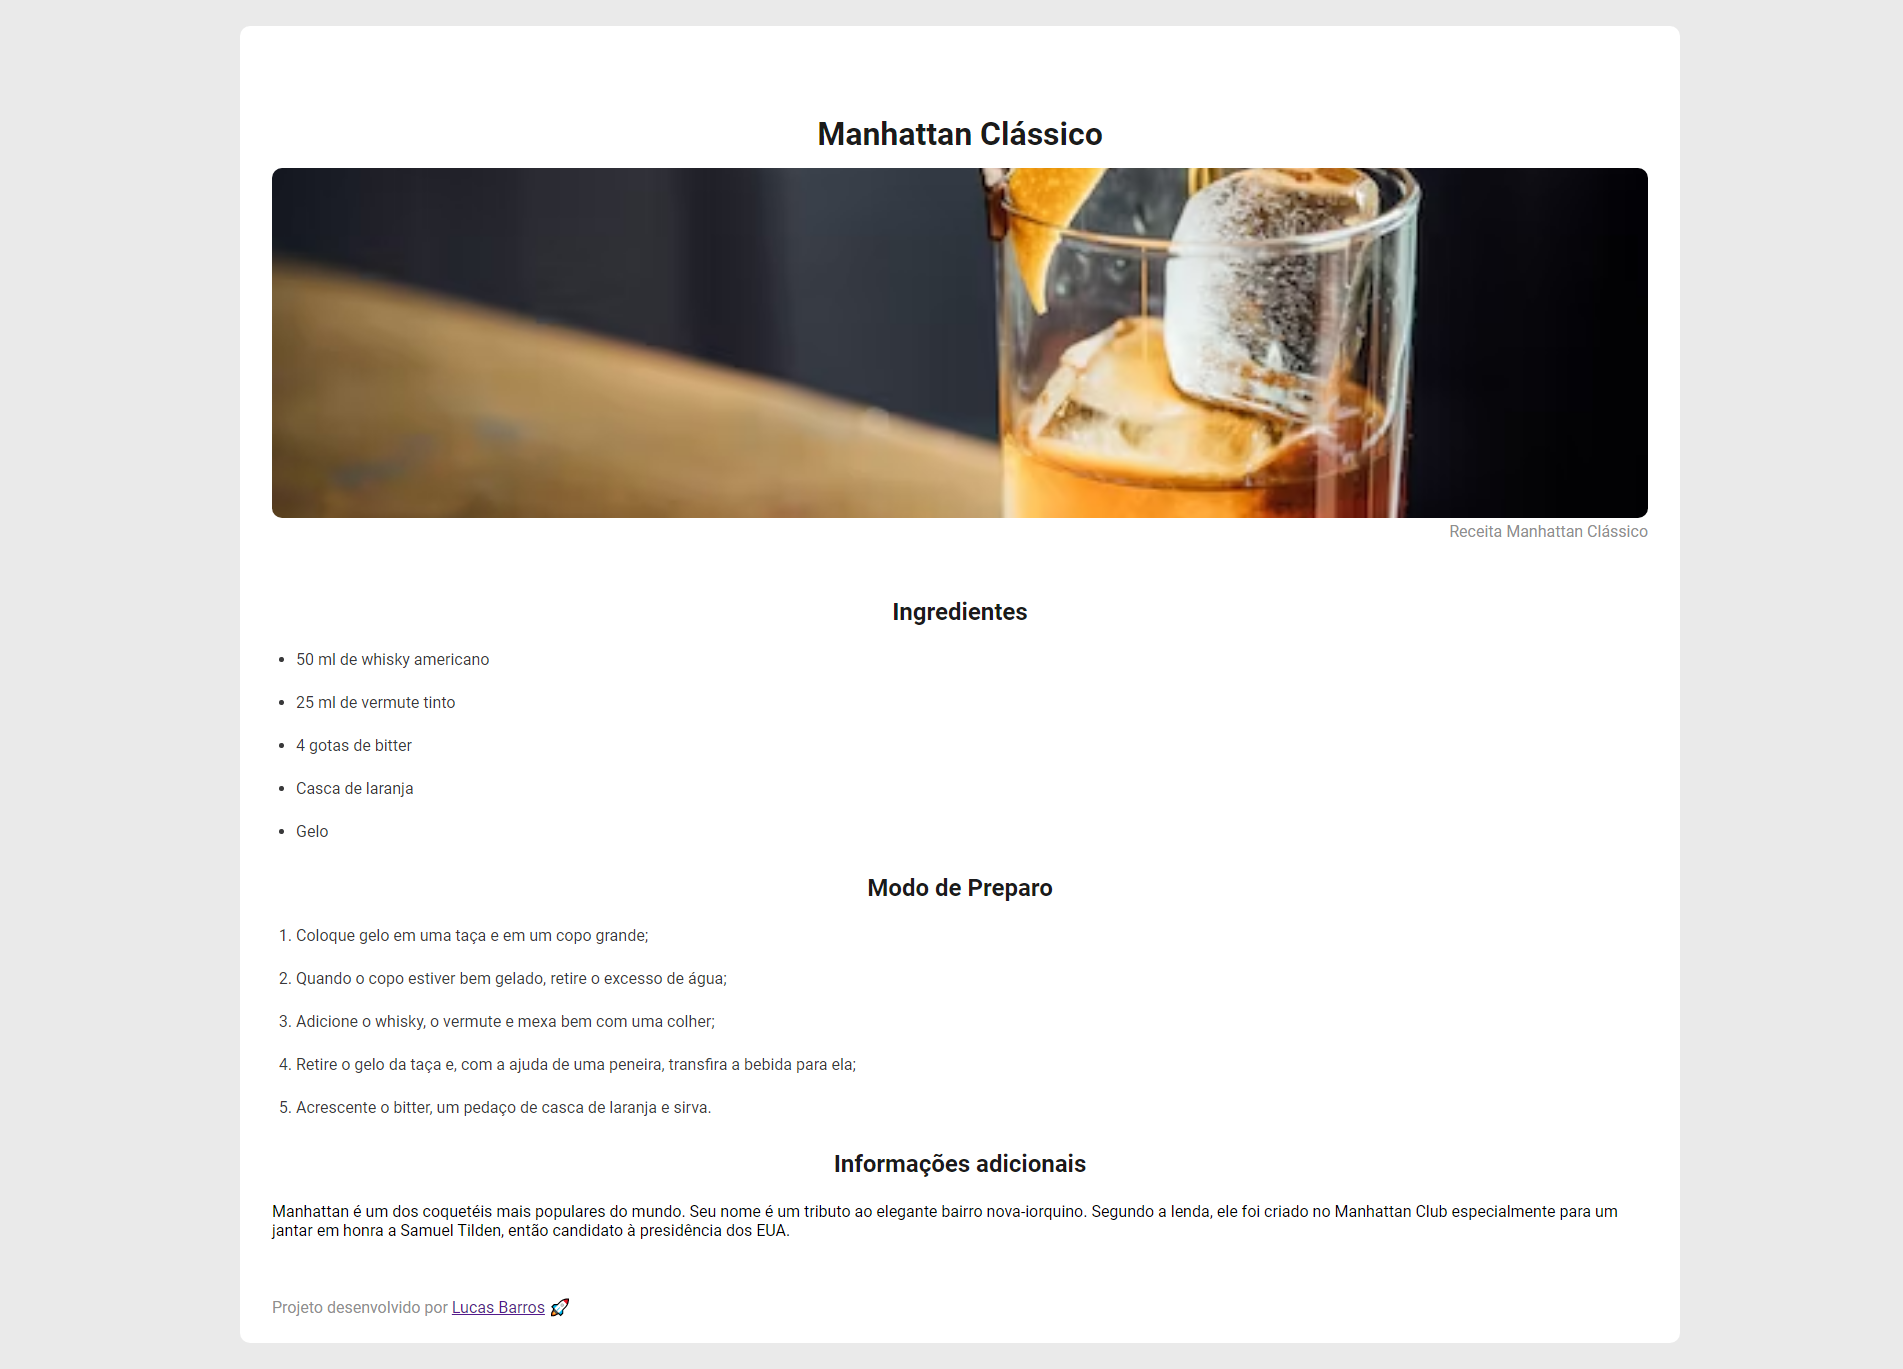 Manhattan Clássico
Receita Manhattan Clássico
Ingredientes
50 ml de whisky americano
25 ml de vermute tinto
4 gotas de bitter
Casca de laranja
Gelo
Modo de Preparo
1. Coloque gelo em uma taça e em um copo grande;
2. Quando o copo estiver bem gelado, retire o excesso de água;
3. Adicione o whisky, o vermute e mexa bem com uma colher;
4. Retire o gelo da taça e, com a ajuda de uma peneira, transfira a bebida para ela;
5. Acrescente o bitter, um pedaço de casca de laranja e sirva.
Informações adicionais
Manhattan é um dos coquetéis mais populares do mundo. Seu nome é um tributo ao elegante bairro nova-iorquino. Segundo a lenda, ele foi criado no Manhattan Club especialmente para um
jantar em honra a Samuel Tilden, então candidato à presidência dos EUA.
Projeto desenvolvido por Lucas Barros 🚀